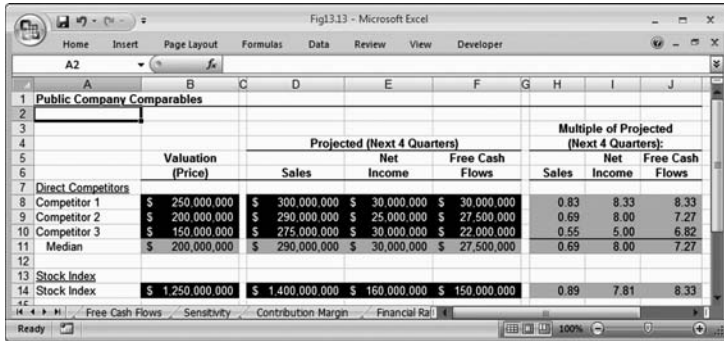 Fig13.13 - Microsoft Excel
Home Insert Page Layout Formulas Data Review View Developer
A2 fx
A B C D E F G H I J
1 Public Company Comparables
2
3 Multiple of Projected
4 Projected (Next 4 Quarters) (Next 4 Quarters):
5 Valuation Net Free Cash Net Free Cash
6 (Price) Sales Income Flows Sales Income Flows
7 Direct Competitors
8 Competitor 1 $ 250,000,000 $ 300,000,000 $ 30,000,000 $ 30,000,000 0.83 8.33 8.33
9 Competitor 2 $ 200,000,000 $ 290,000,000 $ 25,000,000 $ 27,500,000 0.69 8.00 7.27
10 Competitor 3 $ 150,000,000 $ 275,000,000 $ 30,000,000 $ 22,000,000 0.55 5.00 6.82
11 Median $ 200,000,000 $ 290,000,000 $ 30,000,000 $ 27,500,000 0.69 8.00 7.27
12
13 Stock Index
14 Stock Index $ 1,250,000,000 $ 1,400,000,000 $ 160,000,000 $ 150,000,000 0.89 7.81 8.33
Free Cash Flows Sensitivity Contribution Margin Financial Ra
Ready 100%